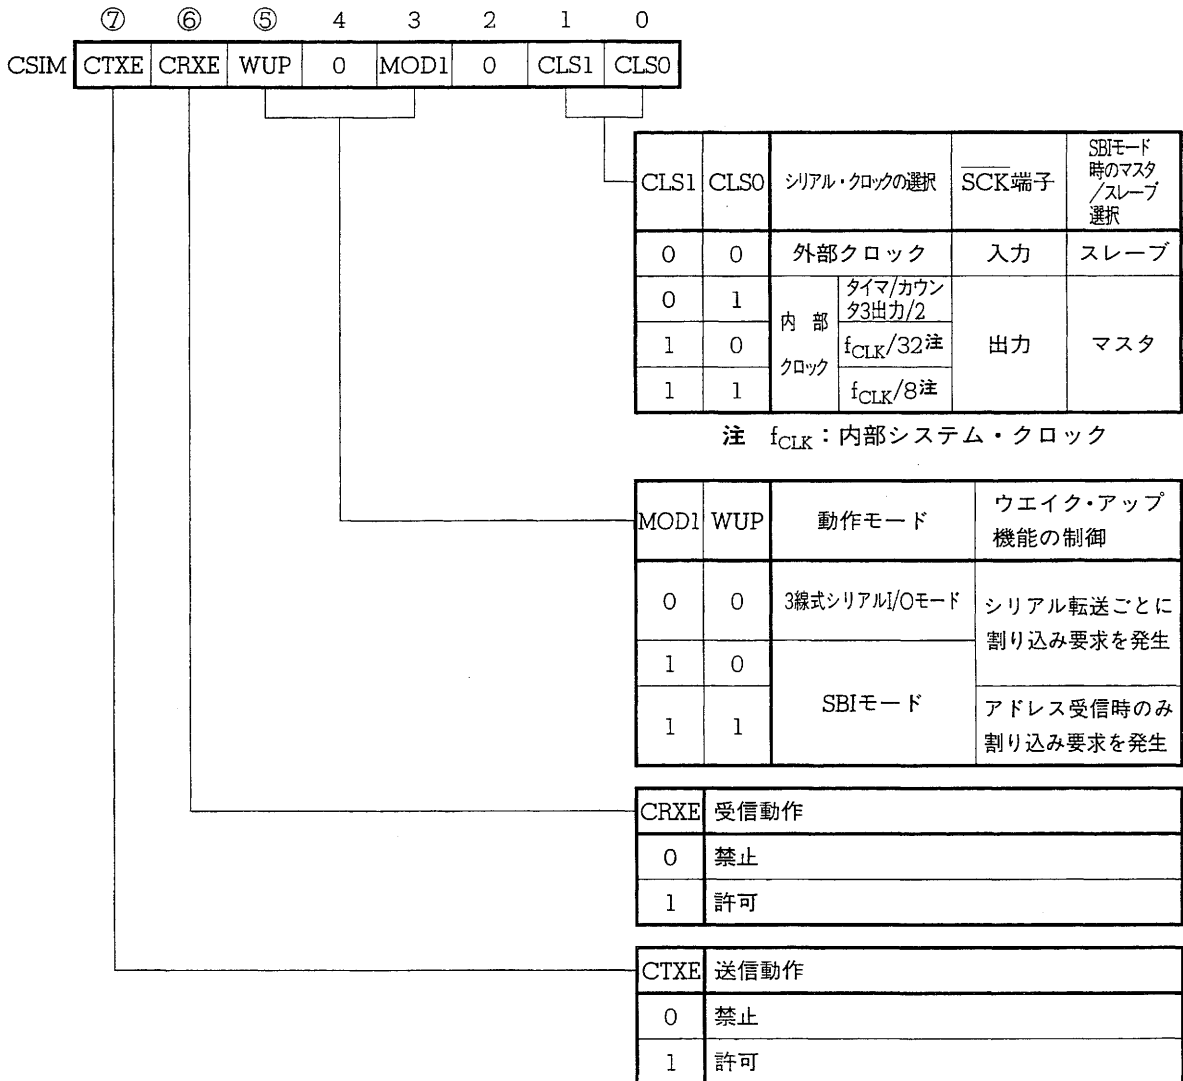 ⑦ ⑥ ⑤ 4 3 2 1 0
CSIM CTXE CRXE WUP 0 MOD1 0 CLS1 CLS0
CLS1 CLS0 シリアル・クロックの選択 SCK端子 SBIモード
時のマスタ
/スレーブ
選択
0 0 外部クロック 入力 スレーブ
0 1 内部クロック タイマ/カウン
タ3出力/2 出力 マスタ
1 0 fCLK/32注
1 1 fCLK/8注
注 fCLK:内部システム・クロック
MOD1 WUP 動作モード ウエイク・アップ
機能の制御
0 0 3線式シリアルI/Oモード シリアル転送ごとに
割り込み要求を発生
1 0 SBIモード
1 1 アドレス受信時のみ
割り込み要求を発生
CRXE 受信動作
0 禁止
1 許可
CTXE 送信動作
0 禁止
1 許可